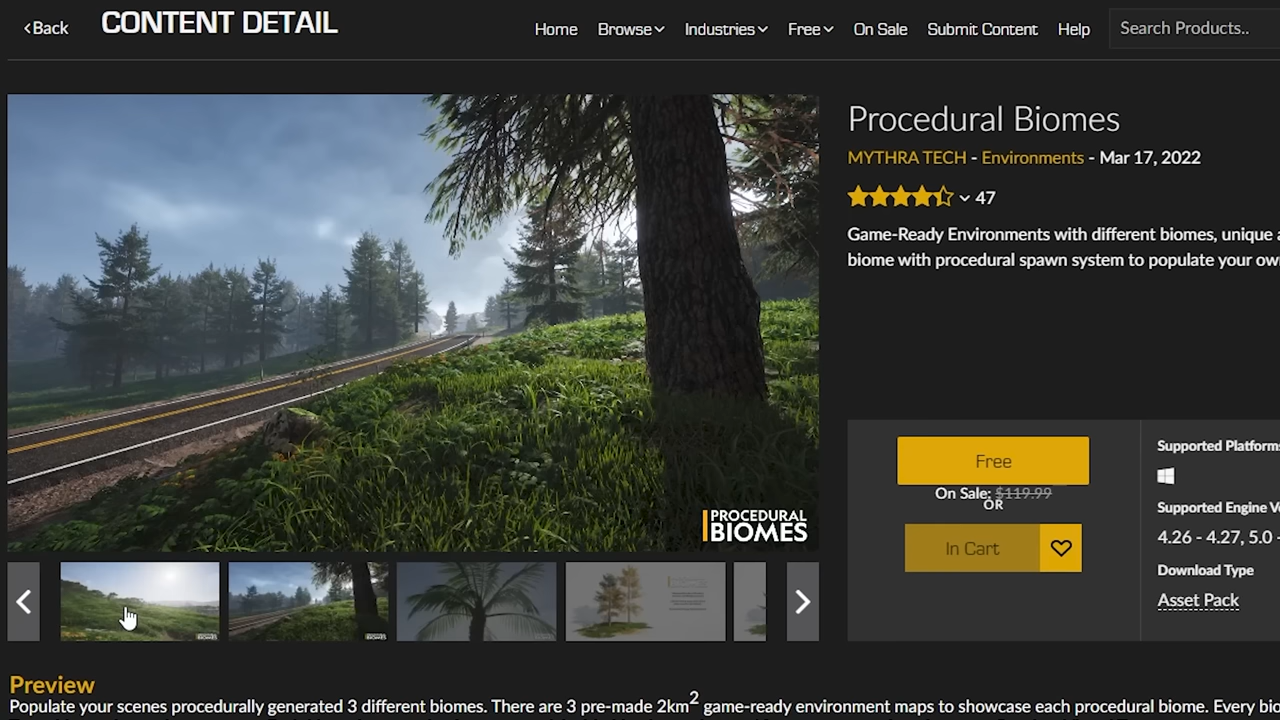 Back
CONTENT DETAIL
Home Browse Industries Free On Sale Submit Content Help Search Products..
Procedural Biomes
MYTHRA TECH - Environments - Mar 17, 2022
47
Game-Ready Environments with different biomes, unique a
biome with procedural spawn system to populate your ow
PROCEDURAL
BIOMES
Free
On Sale: $119.99
OR
In Cart
Supported Platforms
Supported Engine Ve
4.26 - 4.27, 5.0 -
Download Type
Asset Pack
Preview
Populate your scenes procedurally generated 3 different biomes. There are 3 pre-made 2km² game-ready environment maps to showcase each procedural biome. Every bio